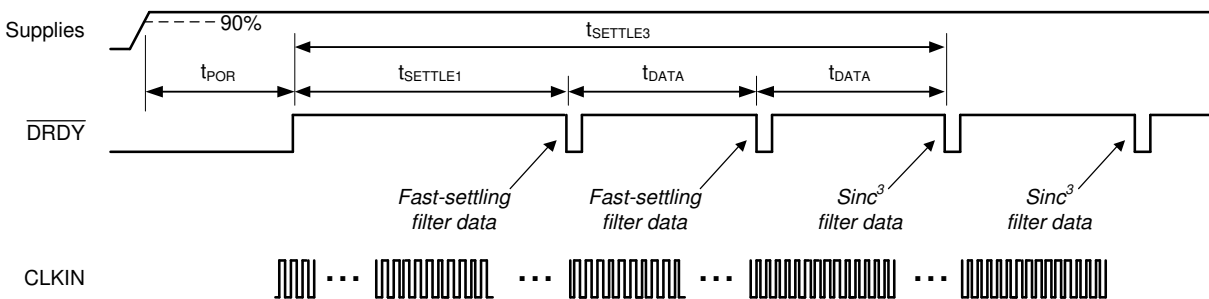 Supplies
90%
tSETTLE3
tPOR
tSETTLE1
tDATA
tDATA
DRDY
Fast-settling
filter data
Fast-settling
filter data
Sinc³
filter data
Sinc³
filter data
CLKIN